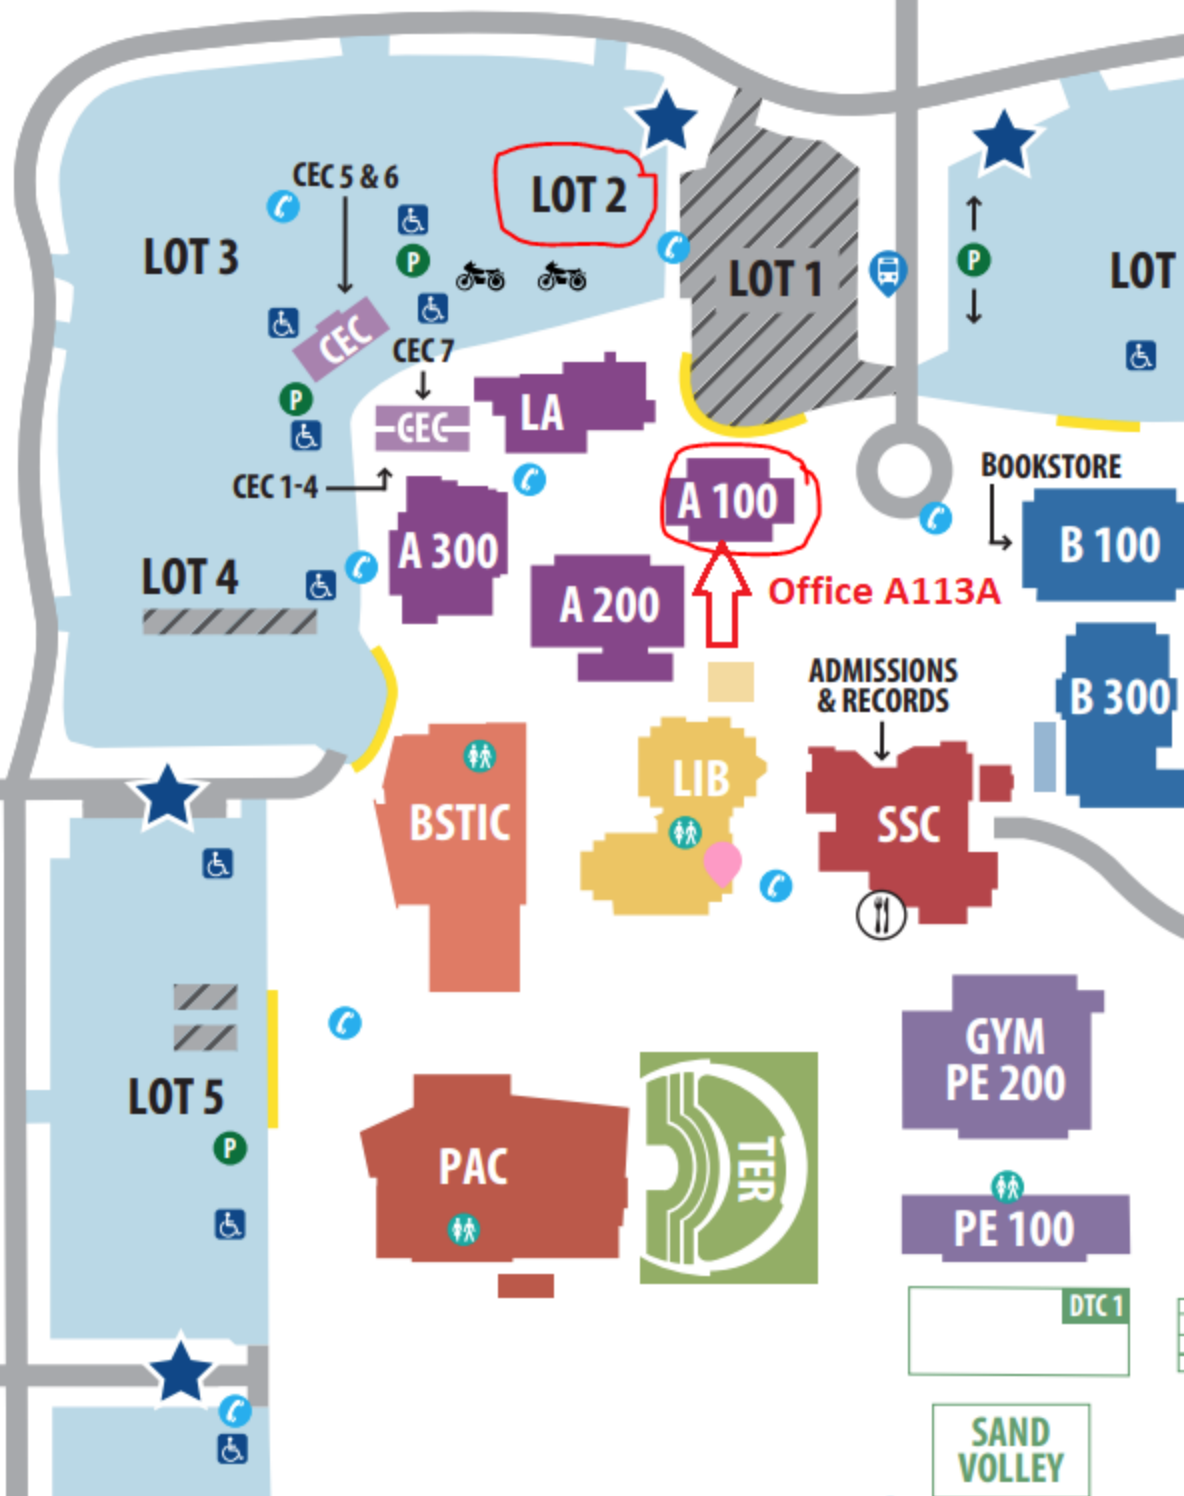 CEC 5 & 6
LOT 2
LOT 3
P
P
LOT 1
LOT
CEC
CEC 7
P
CEC
LA
CEC 1-4
BOOKSTORE
A 100
A 300
B 100
LOT 4
A 200
Office A113A
ADMISSIONS
& RECORDS
B 300
LIB
BSTIC
SSC
GYM
PE 200
LOT 5
P
PAC
TER
PE 100
DTC 1
SAND
VOLLEY